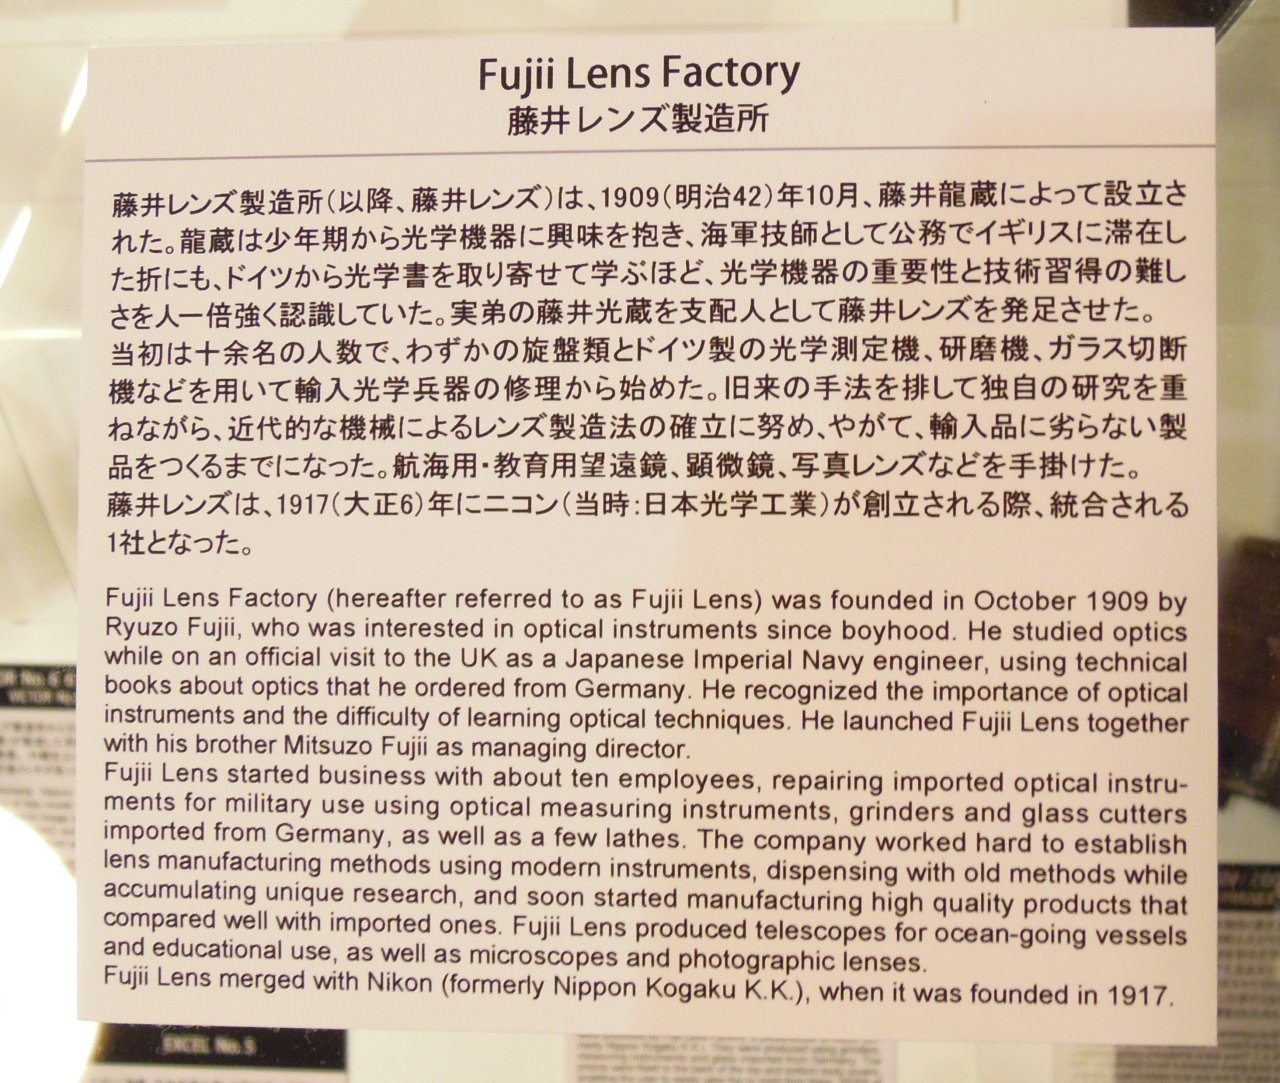 Fujii Lens Factory
藤井レンズ製造所
藤井レンズ製造所(以降、藤井レンズ)は、1909(明治42)年10月、藤井龍蔵によって設立さ
れた。龍蔵は少年期から光学機器に興味を抱き、海軍技師として公務でイギリスに滞在し
た折にも、ドイツから光学書を取り寄せて学ぶほど、光学機器の重要性と技術習得の難し
さを人一倍強く認識していた。実弟の藤井光蔵を支配人として藤井レンズを発足させた。
当初は十余名の人数で、わずかの旋盤類とドイツ製の光学測定機、研磨機、ガラス切断
機などを用いて輸入光学兵器の修理から始めた。旧来の手法を排して独自の研究を重
ねながら、近代的な機械によるレンズ製造法の確立に努め、やがて、輸入品に劣らない製
品をつくるまでになった。航海用・教育用望遠鏡、顕微鏡、写真レンズなどを手掛けた。
藤井レンズは、1917(大正6)年にニコン(当時:日本光学工業)が創立される際、統合される
1社となった。
Fujii Lens Factory (hereafter referred to as Fujii Lens) was founded in October 1909 by
Ryuzo Fujii, who was interested in optical instruments since boyhood. He studied optics
while on an official visit to the UK as a Japanese Imperial Navy engineer, using technical
books about optics that he ordered from Germany. He recognized the importance of optical
instruments and the difficulty of learning optical techniques. He launched Fujii Lens together
with his brother Mitsuzo Fujii as managing director.
Fujii Lens started business with about ten employees, repairing imported optical instru-
ments for military use using optical measuring instruments, grinders and glass cutters
imported from Germany, as well as a few lathes. The company worked hard to establish
lens manufacturing methods using modern instruments, dispensing with old methods while
accumulating unique research, and soon started manufacturing high quality products that
compared well with imported ones. Fujii Lens produced telescopes for ocean-going vessels
and educational use, as well as microscopes and photographic lenses.
Fujii Lens merged with Nikon (formerly Nippon Kogaku K.K.), when it was founded in 1917.
EXCEL No.5